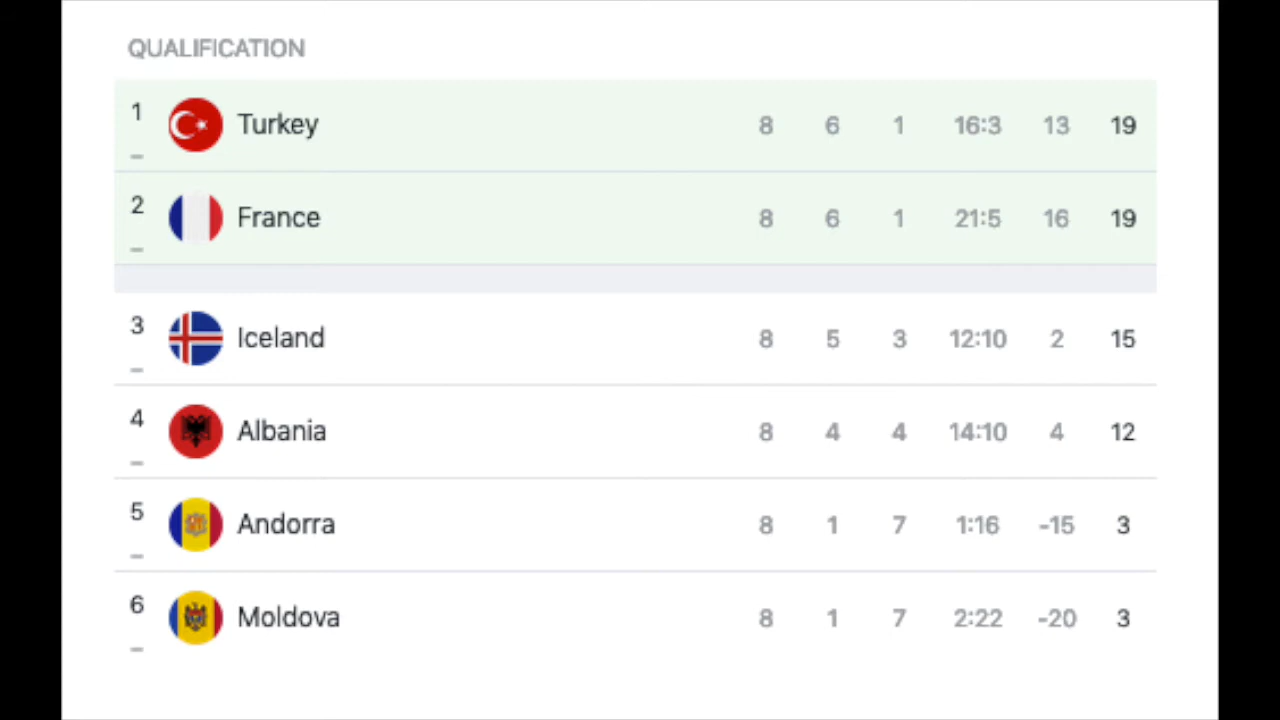 QUALIFICATION
1 Turkey 8 6 1 16:3 13 19
–
2 France 8 6 1 21:5 16 19
–
3 Iceland 8 5 3 12:10 2 15
–
4 Albania 8 4 4 14:10 4 12
–
5 Andorra 8 1 7 1:16 -15 3
–
6 Moldova 8 1 7 2:22 -20 3
–